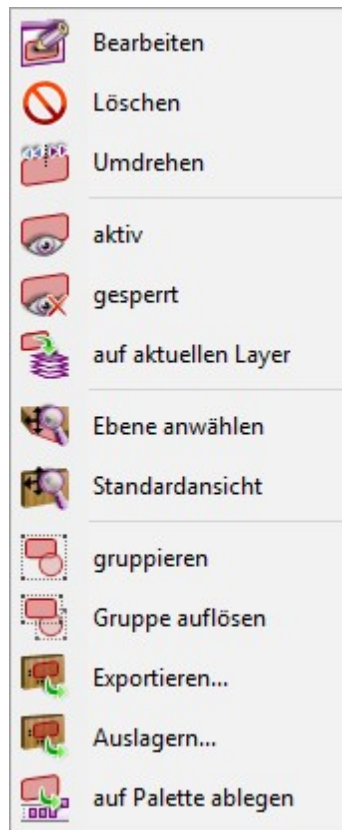 Bearbeiten
Löschen
Umdrehen
aktiv
gesperrt
auf aktuellen Layer
Ebene anwählen
Standardansicht
gruppieren
Gruppe auflösen
Exportieren...
Auslagern...
auf Palette ablegen